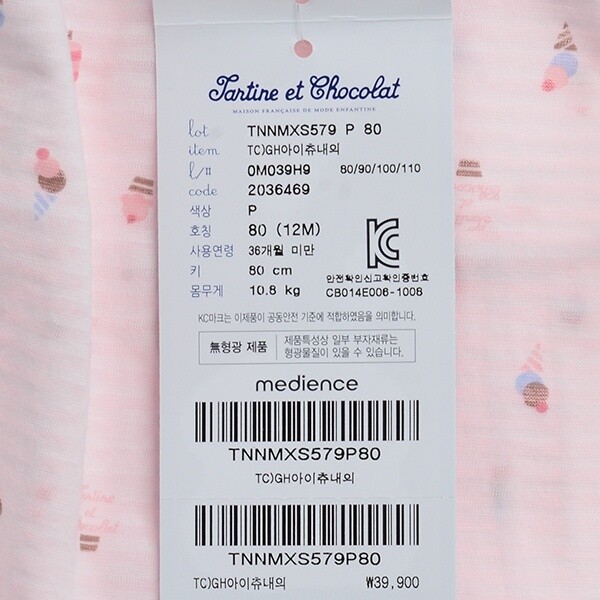 Tartine et Chocolat
MAISON FRANÇAISE DE MODE ENFANTINE
lot TNNMXS579 P 80
item TC)GH아이츄내의
l/# 0M039H9 80/90/100/110
code 2036469
색상 P
호칭 80 (12M)
사용연령 36개월 미만
키 80 cm
몸무게 10.8 kg
안전확인신고확인증번호
CB014E006-1008
KC마크는 이제품이 공동안전 기준에 적합하였음을 의미합니다.
無형광 제품 제품특성상 일부 부자재류는
형광물질이 있을 수 있습니다.
medience
TNNMXS579P80
TC)GH아이츄내의
TNNMXS579P80
TC)GH아이츄내의 ₩39,900
Tartine et
Chocolat